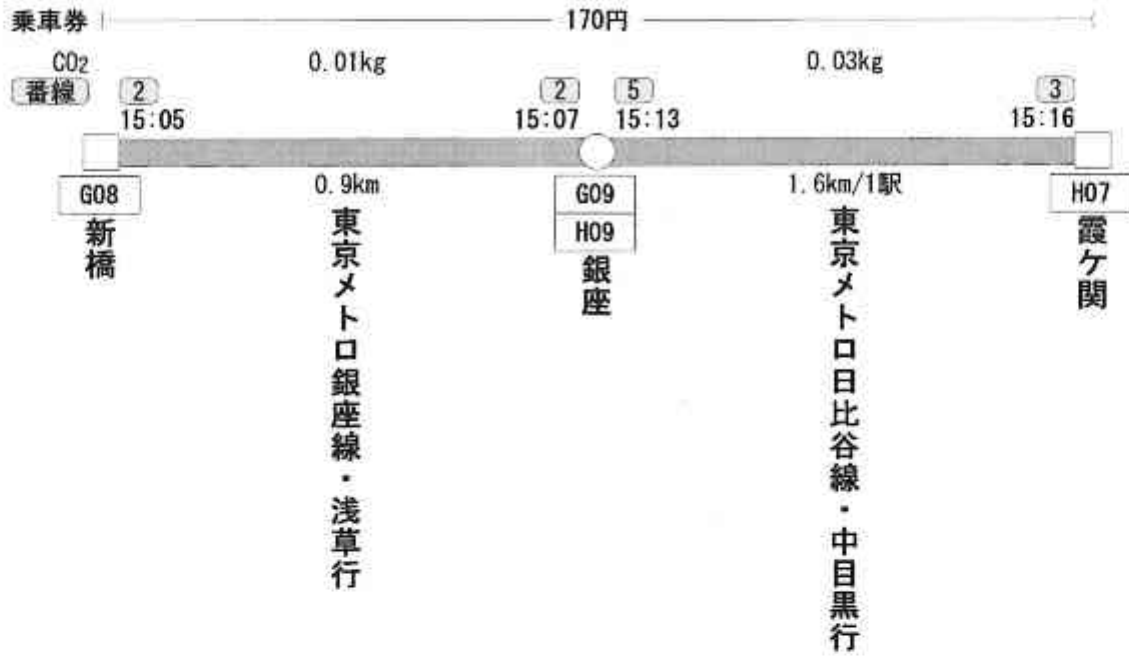 乗車券 170円
CO2 0.01kg 0.03kg
番線 2 2 5 3
15:05 15:07 15:13 15:16
0.9km 1.6km/1駅
G08 G09 H07
H09
新橋
東京メトロ銀座線・浅草行
銀座
東京メトロ日比谷線・中目黒行
霞ケ関